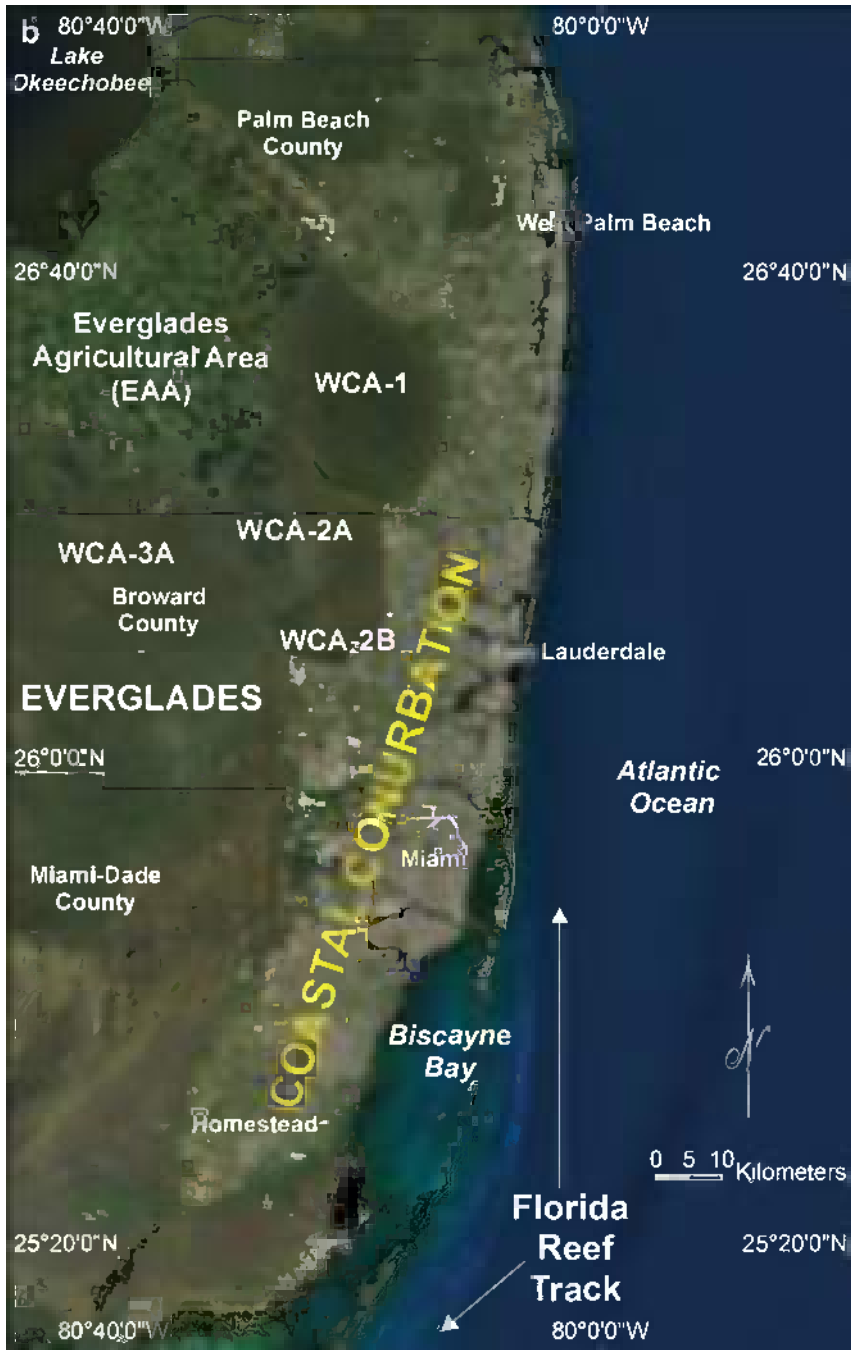 b
80°40'0"W
80°0'0"W
Lake
Okeechobee
Palm Beach
County
Palm Beach
26°40'0"N
26°40'0"N
Everglades
Agricultural Area
(EAA)
WCA-1
WCA-2A
WCA-3A
Broward
County
WCA-2B
Lauderdale
EVERGLADES
COASTAL CONURBATION
26°0'0"N
26°0'0"N
Atlantic
Ocean
Miami
Miami-Dade
County
Biscayne
Bay
N
Homestead
0 5 10 Kilometers
Florida
Reef
Track
25°20'0"N
25°20'0"N
80°40'0"W
80°0'0"W